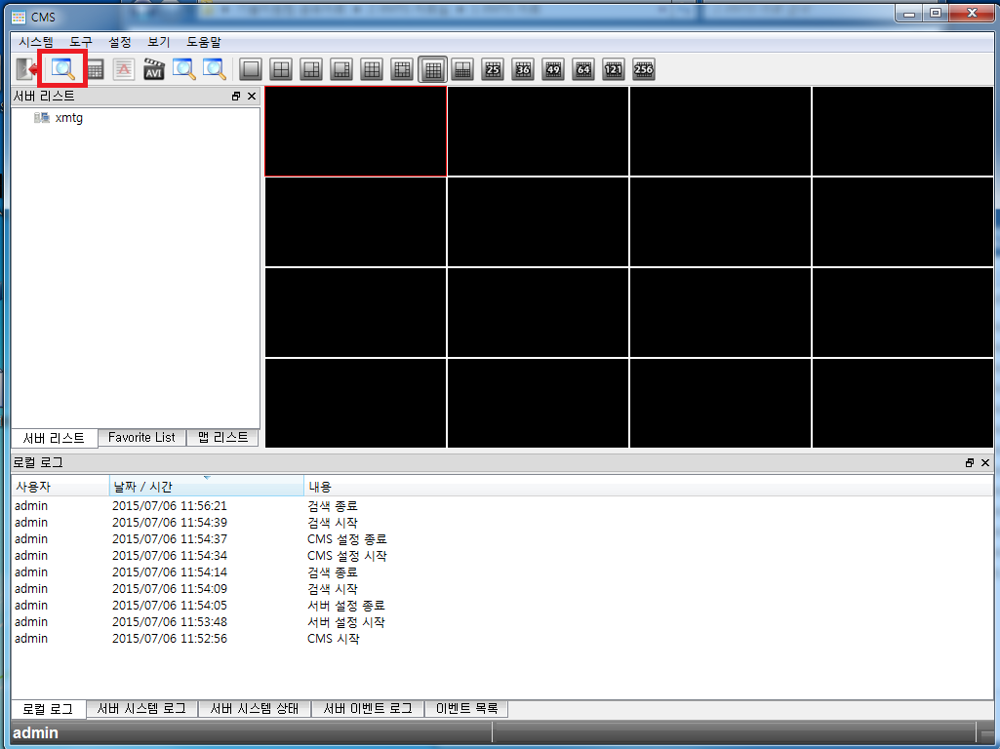 CMS
시스템 도구 설정 보기 도움말
AVI 25 36 49 64 121 256
서버 리스트
xmtg
서버 리스트 Favorite List 맵 리스트
로컬 로그
사용자 날짜 / 시간 내용
admin 2015/07/06 11:56:21 검색 종료
admin 2015/07/06 11:54:39 검색 시작
admin 2015/07/06 11:54:37 CMS 설정 종료
admin 2015/07/06 11:54:34 CMS 설정 시작
admin 2015/07/06 11:54:14 검색 종료
admin 2015/07/06 11:54:09 검색 시작
admin 2015/07/06 11:54:05 서버 설정 종료
admin 2015/07/06 11:53:48 서버 설정 시작
admin 2015/07/06 11:52:56 CMS 시작
로컬 로그 서버 시스템 로그 서버 시스템 상태 서버 이벤트 로그 이벤트 목록
admin